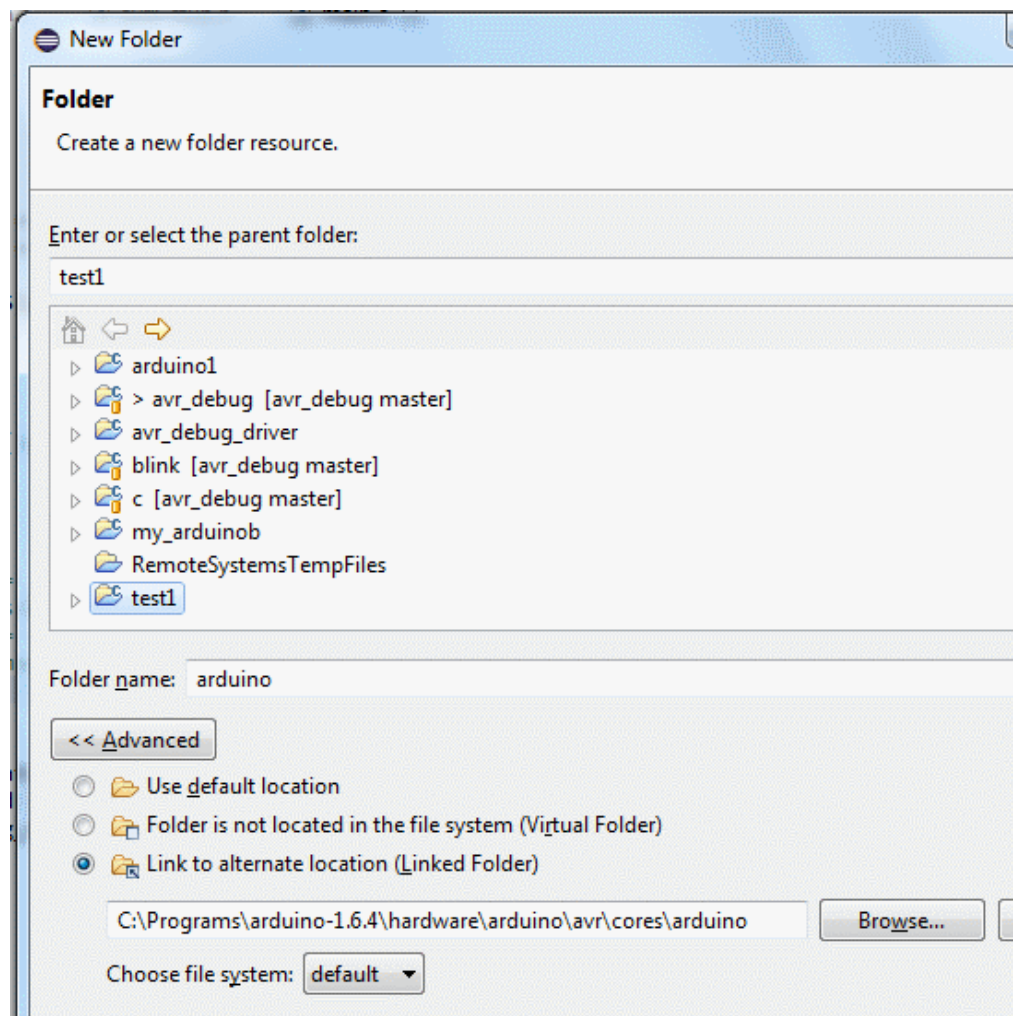 New Folder
Folder
Create a new folder resource.
Enter or select the parent folder:
test1
arduino1
> avr_debug [avr_debug master]
avr_debug_driver
blink [avr_debug master]
c [avr_debug master]
my_arduinob
RemoteSystemsTempFiles
test1
Folder name: arduino
<< Advanced
Use default location
Folder is not located in the file system (Virtual Folder)
Link to alternate location (Linked Folder)
C:\Programs\arduino-1.6.4\hardware\arduino\avr\cores\arduino Browse...
Choose file system: default